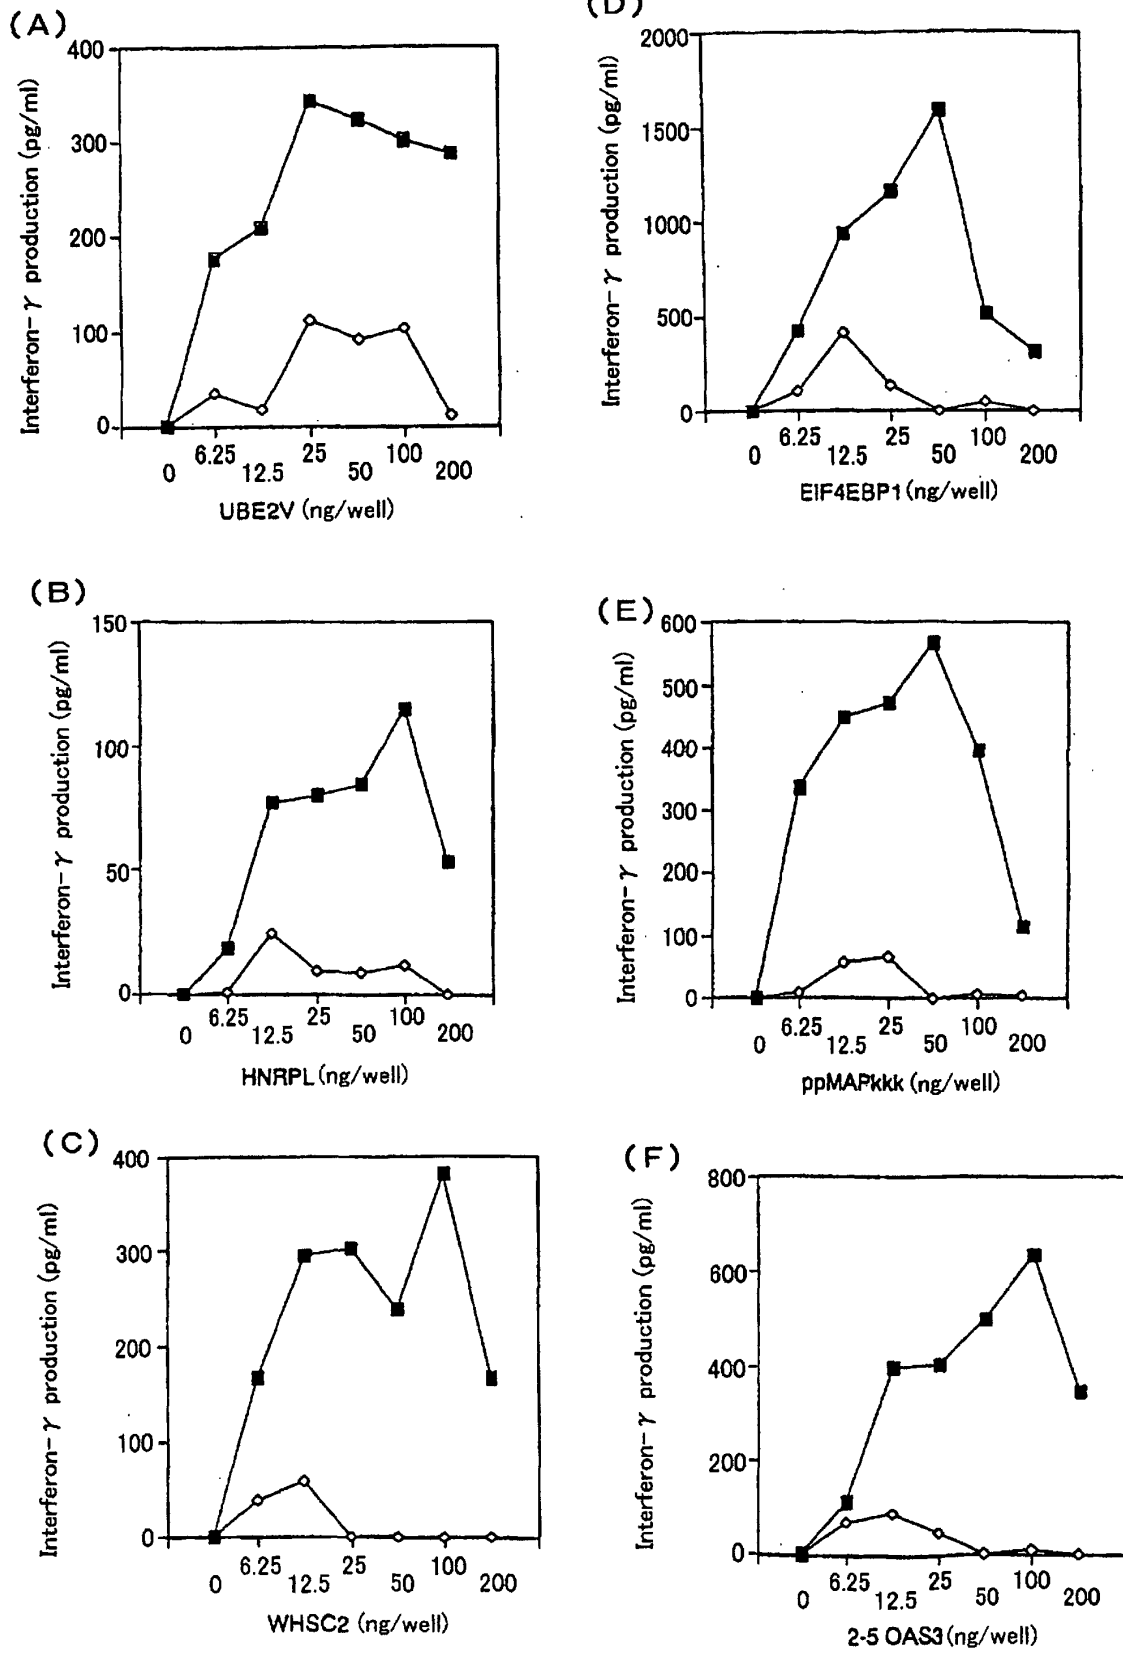 (A)
Interferon-γ production (pg/ml)
400
300
200
100
0
6.25 25 100
0 12.5 50 200
UBE2V (ng/well)
(B)
Interferon-γ production (pg/ml)
150
100
50
0
6.25 25 100
0 12.5 50 200
HNRPL (ng/well)
(C)
Interferon-γ production (pg/ml)
400
300
200
100
0
6.25 25 100
0 12.5 50 200
WHSC2 (ng/well)
(D)
Interferon-γ production (pg/ml)
2000
1500
1000
500
0
6.25 25 100
0 12.5 50 200
EIF4EBP1 (ng/well)
(E)
Interferon-γ production (pg/ml)
600
500
400
300
200
100
0
6.25 25 100
0 12.5 50 200
ppMAPkkk (ng/well)
(F)
Interferon-γ production (pg/ml)
800
600
400
200
0
6.25 25 100
0 12.5 50 200
2-5 OAS3 (ng/well)